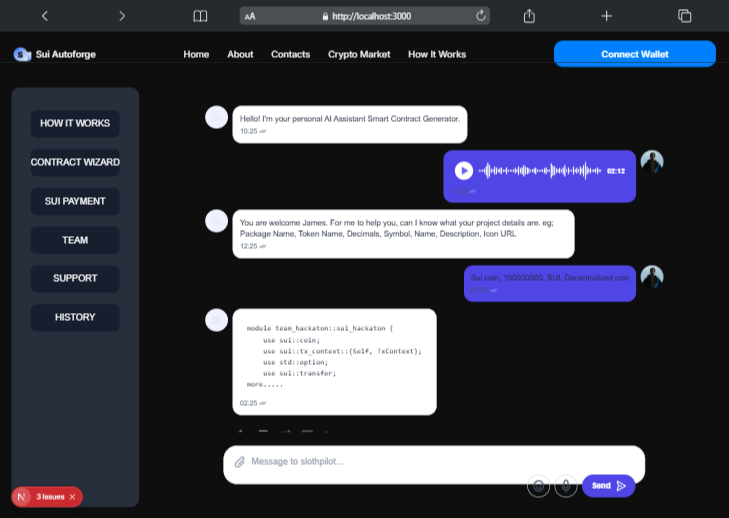 AA http://localhost:3000
Sui Autoforge Home About Contacts Crypto Market How It Works Connect Wallet
HOW IT WORKS
CONTRACT WIZARD
SUI PAYMENT
TEAM
SUPPORT
HISTORY
Hello! I'm your personal AI Assistant Smart Contract Generator.
10:25
02:12
You are welcome James. For me to help you, can I know what your project details are. eg;
Package Name, Token Name, Decimals, Symbol, Name, Description, Icon URL
12:25
Sui coin, 100000000, SUI, Decentralized coin
module team_hackaton::sui_hackaton {
use sui::coin;
use sui::tx_context::{Self, TxContext};
use std::option;
use sui::transfer;
more.....
02:25
Message to slothpilot...
Send
N 3 Issues